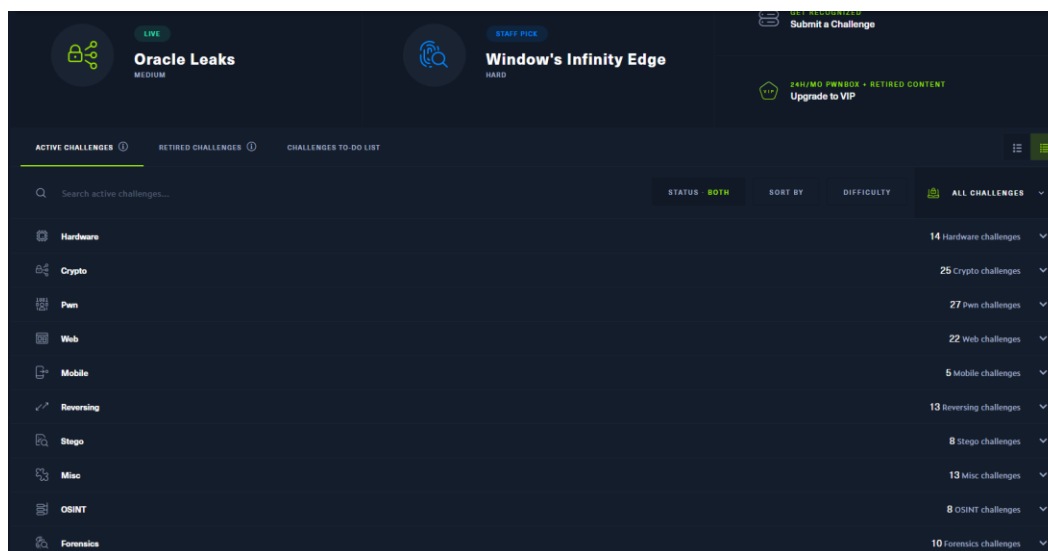 LIVE
Oracle Leaks
MEDIUM
STAFF PICK
Window's Infinity Edge
HARD
GET RECOGNIZED
Submit a Challenge
24H/MO PWNBOX + RETIRED CONTENT
VIP
Upgrade to VIP
ACTIVE CHALLENGES
RETIRED CHALLENGES
CHALLENGES TO-DO LIST
Search active challenges...
STATUS · BOTH
SORT BY
DIFFICULTY
ALL CHALLENGES
Hardware
14 Hardware challenges
Crypto
25 Crypto challenges
Pwn
27 Pwn challenges
Web
22 Web challenges
Mobile
5 Mobile challenges
Reversing
13 Reversing challenges
Stego
8 Stego challenges
Misc
13 Misc challenges
OSINT
8 OSINT challenges
Forensics
10 Forensics challenges